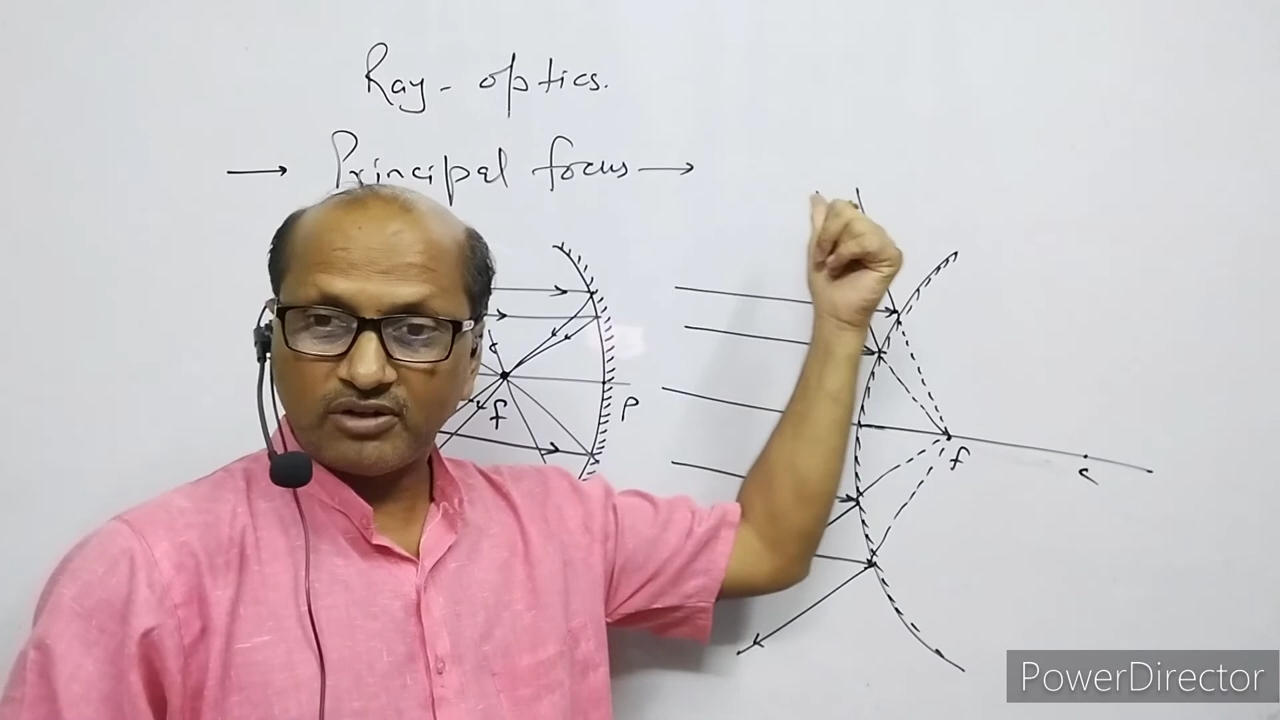 Ray - optics.
→ Principal focus →
f
P
f
c
PowerDirector